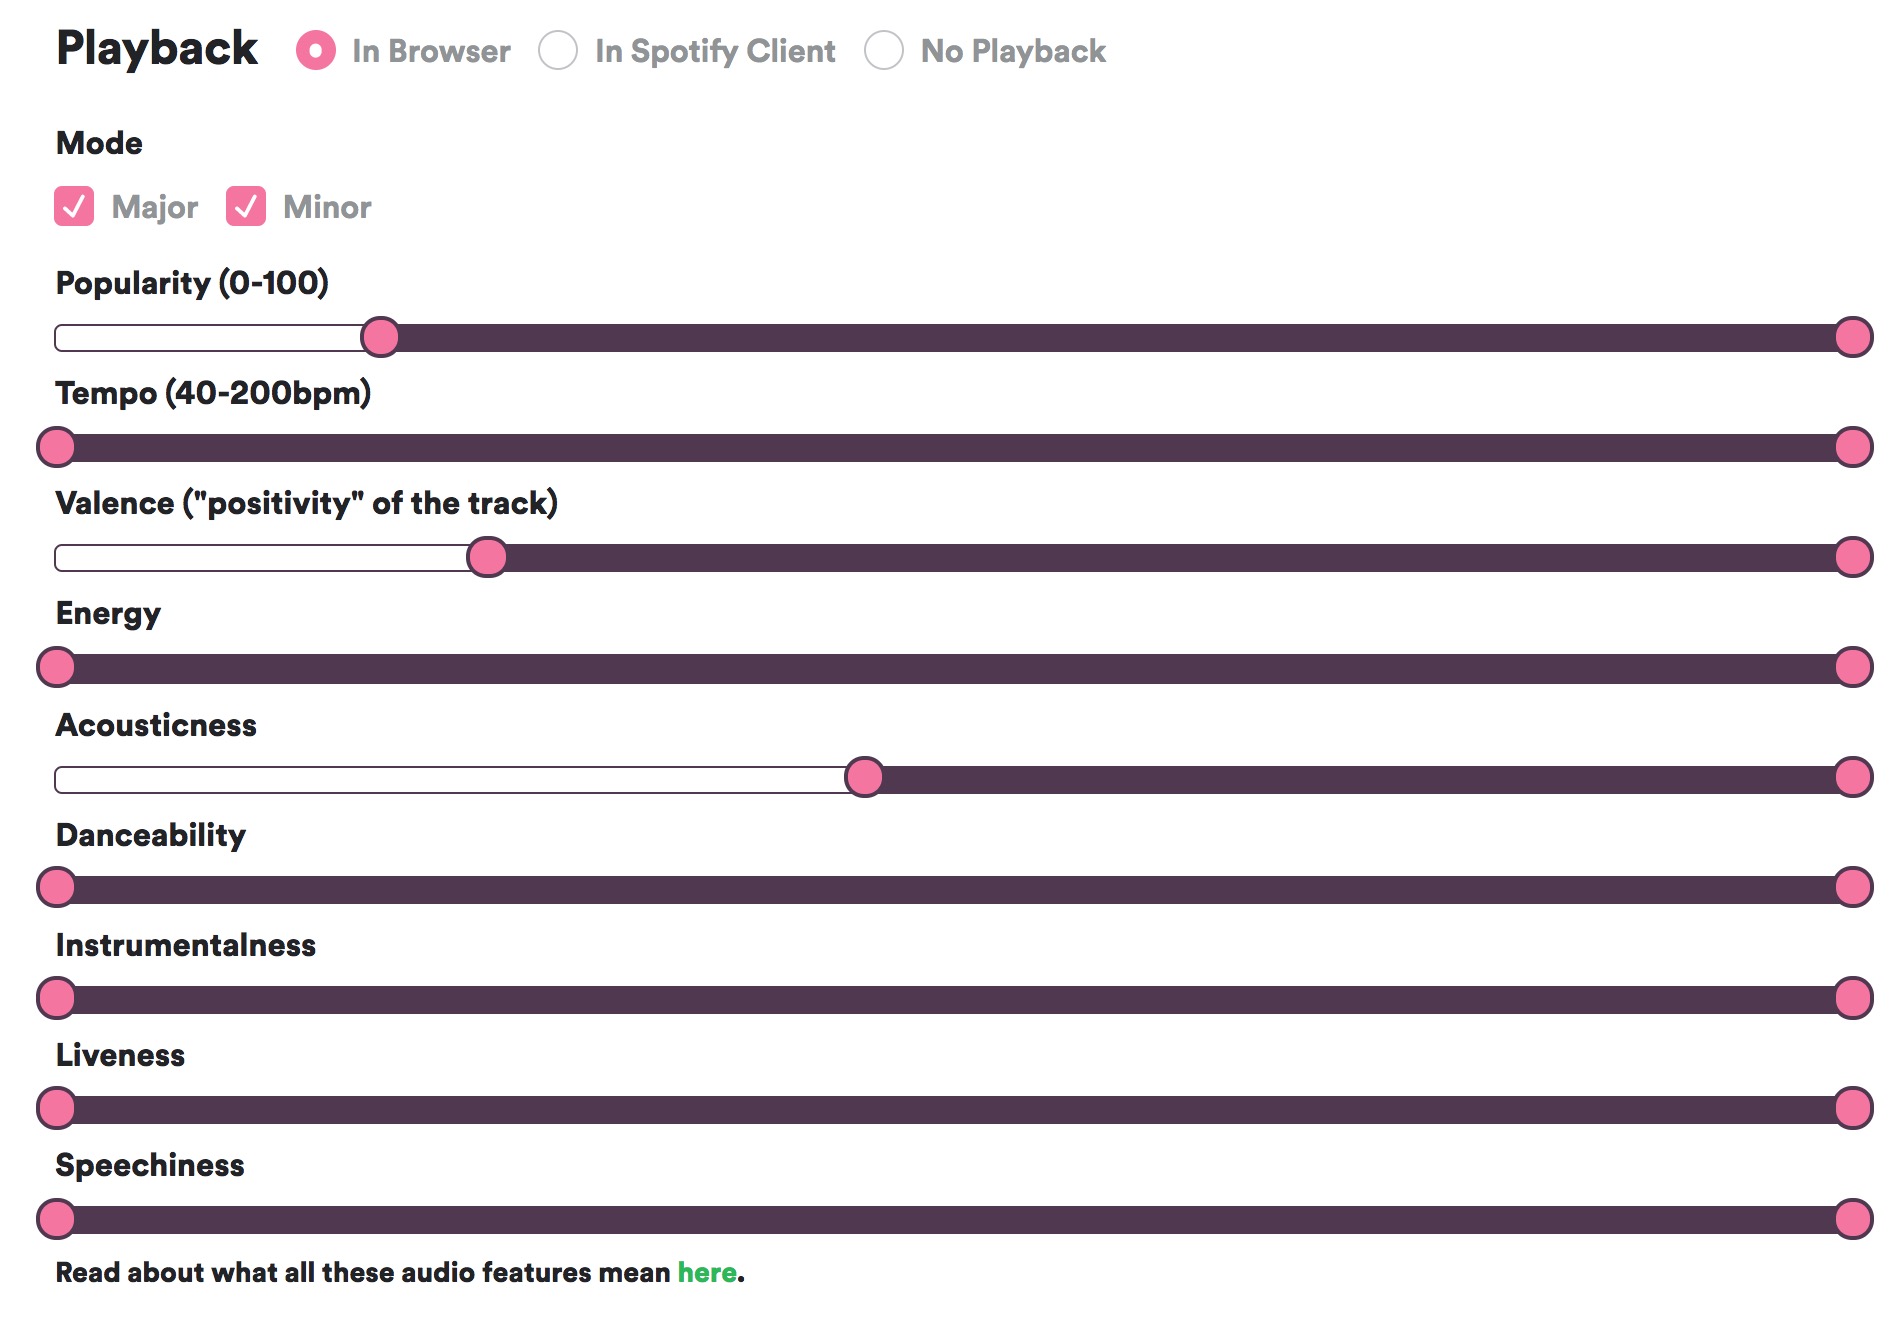 Playback In Browser In Spotify Client No Playback
Mode
Major Minor
Popularity (0-100)
Tempo (40-200bpm)
Valence ("positivity" of the track)
Energy
Acousticness
Danceability
Instrumentalness
Liveness
Speechiness
Read about what all these audio features mean here.